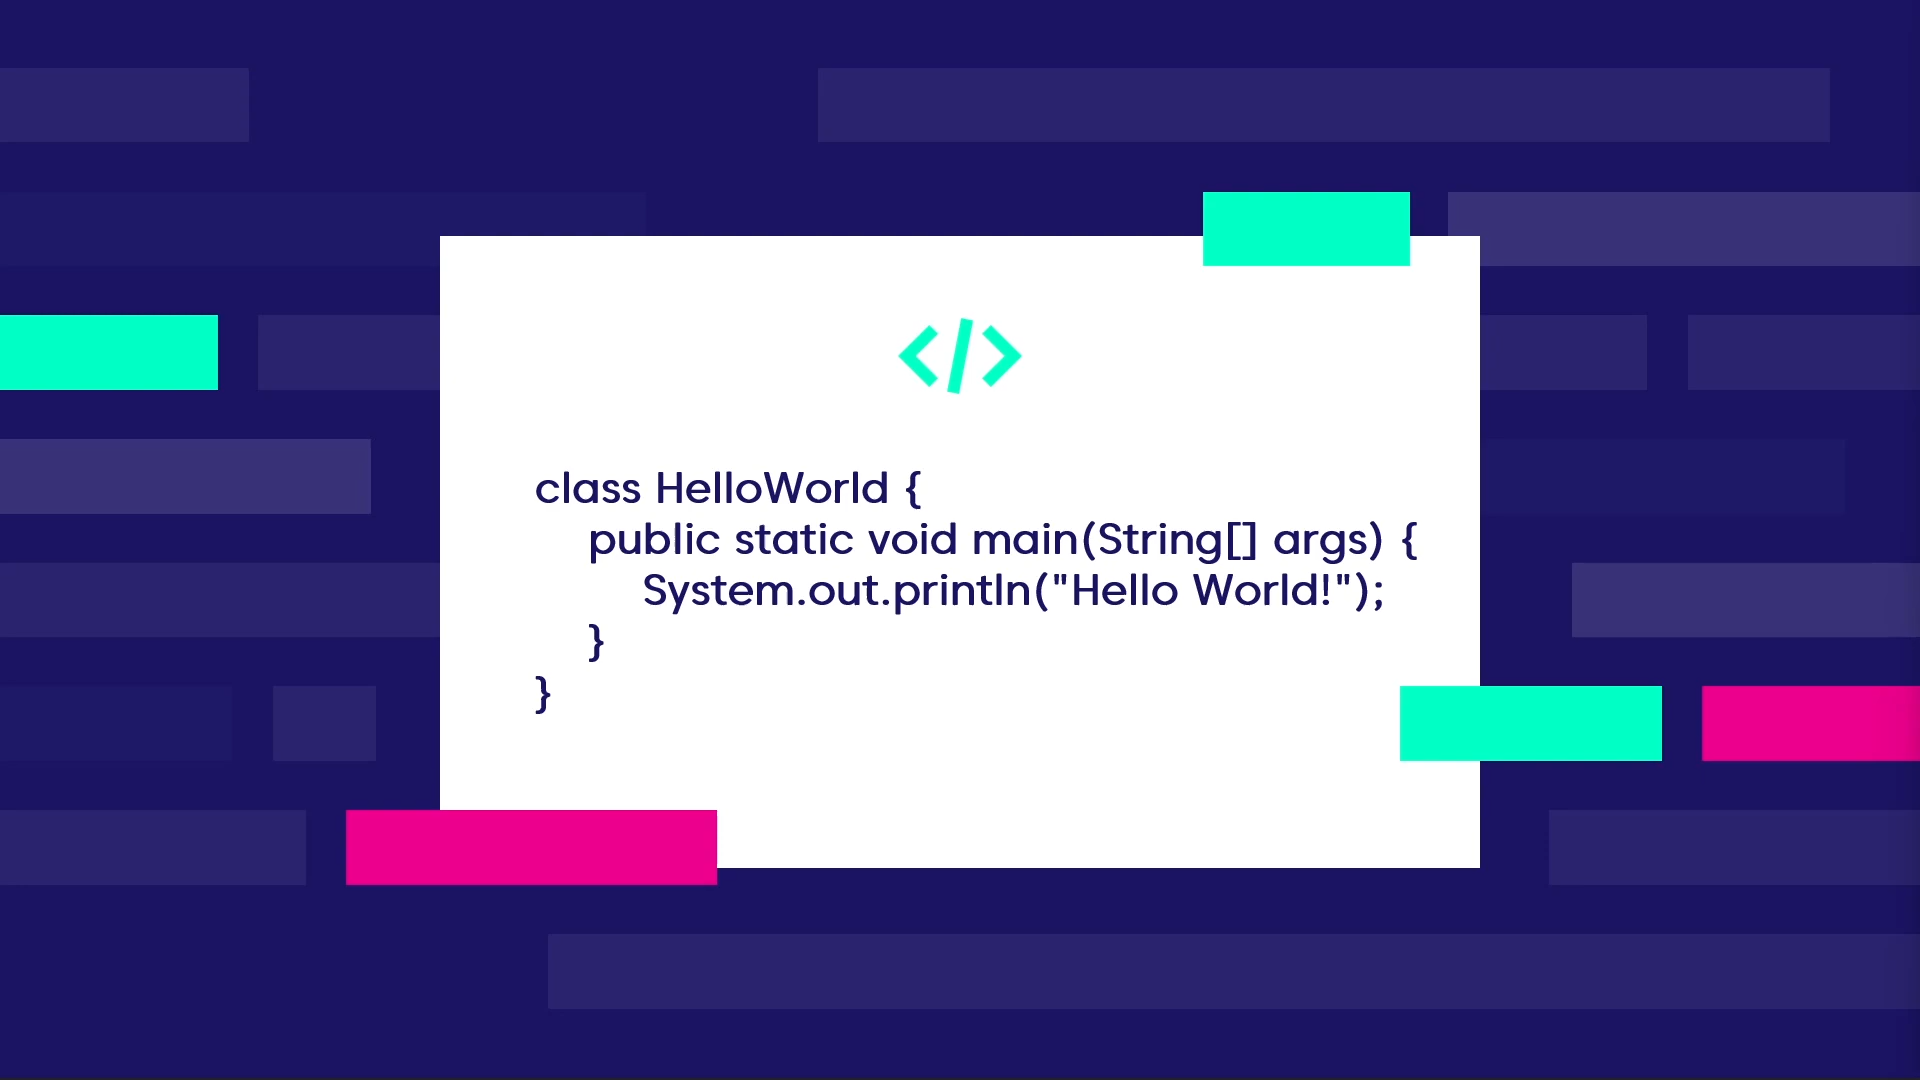 </>
class HelloWorld {
public static void main(String[] args) {
System.out.println("Hello World!");
}
}